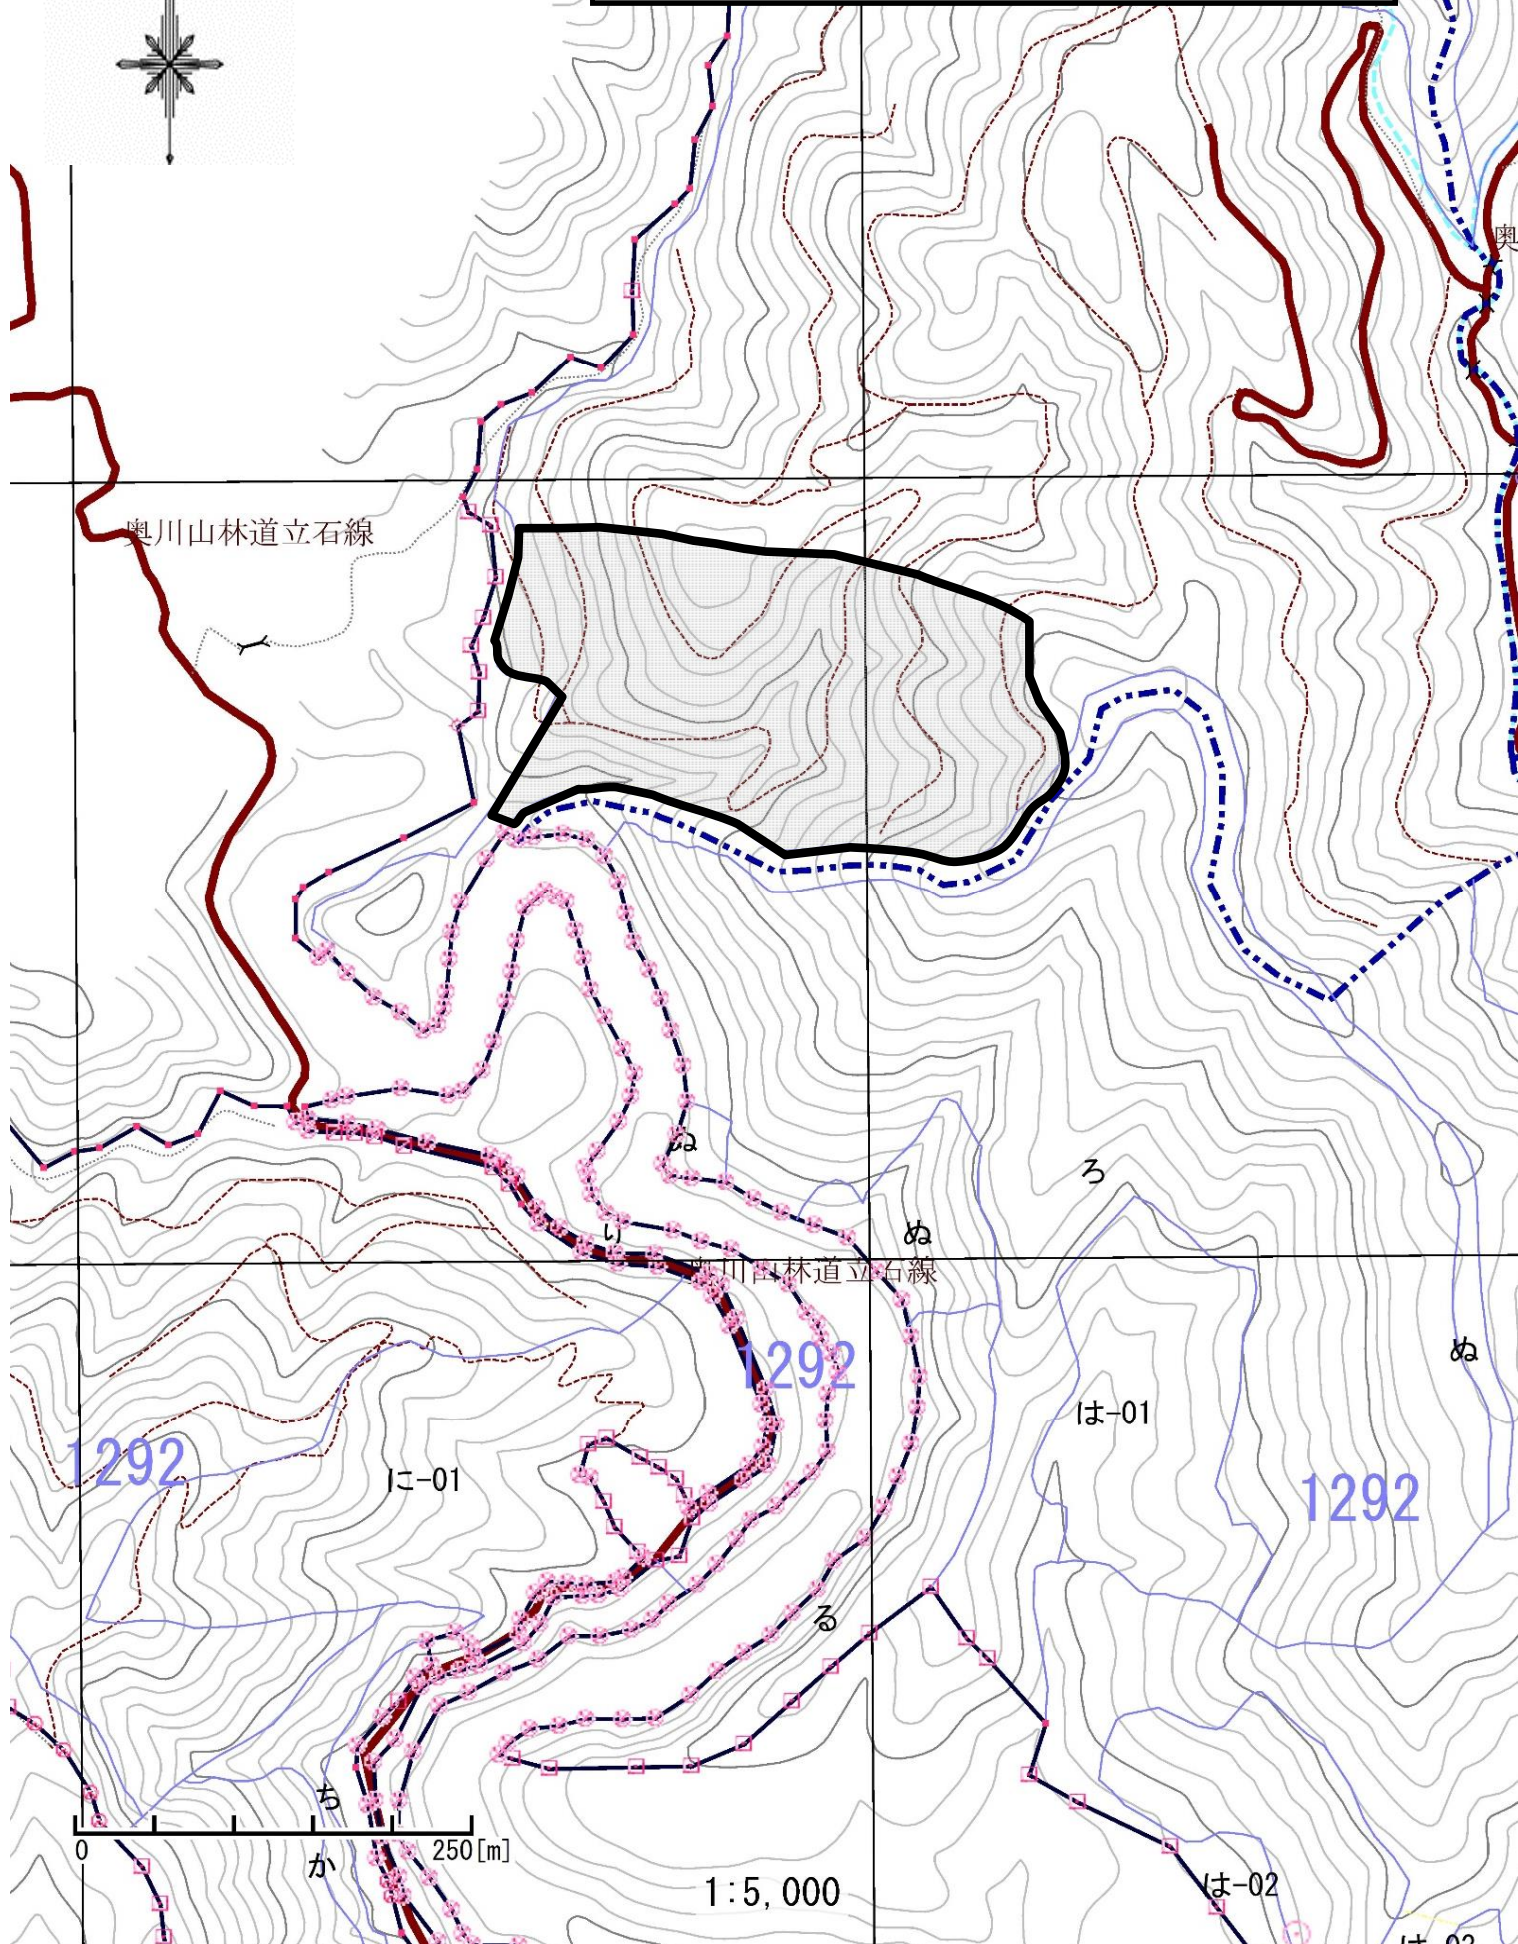 奥
奥川山林道立石線
ぬ
ろ
り
ぬ
奥川山林道立石線
1292
ぬ
は-01
1292
に-01
1292
る
ち
0
250[m]
か
1:5,000
は-02